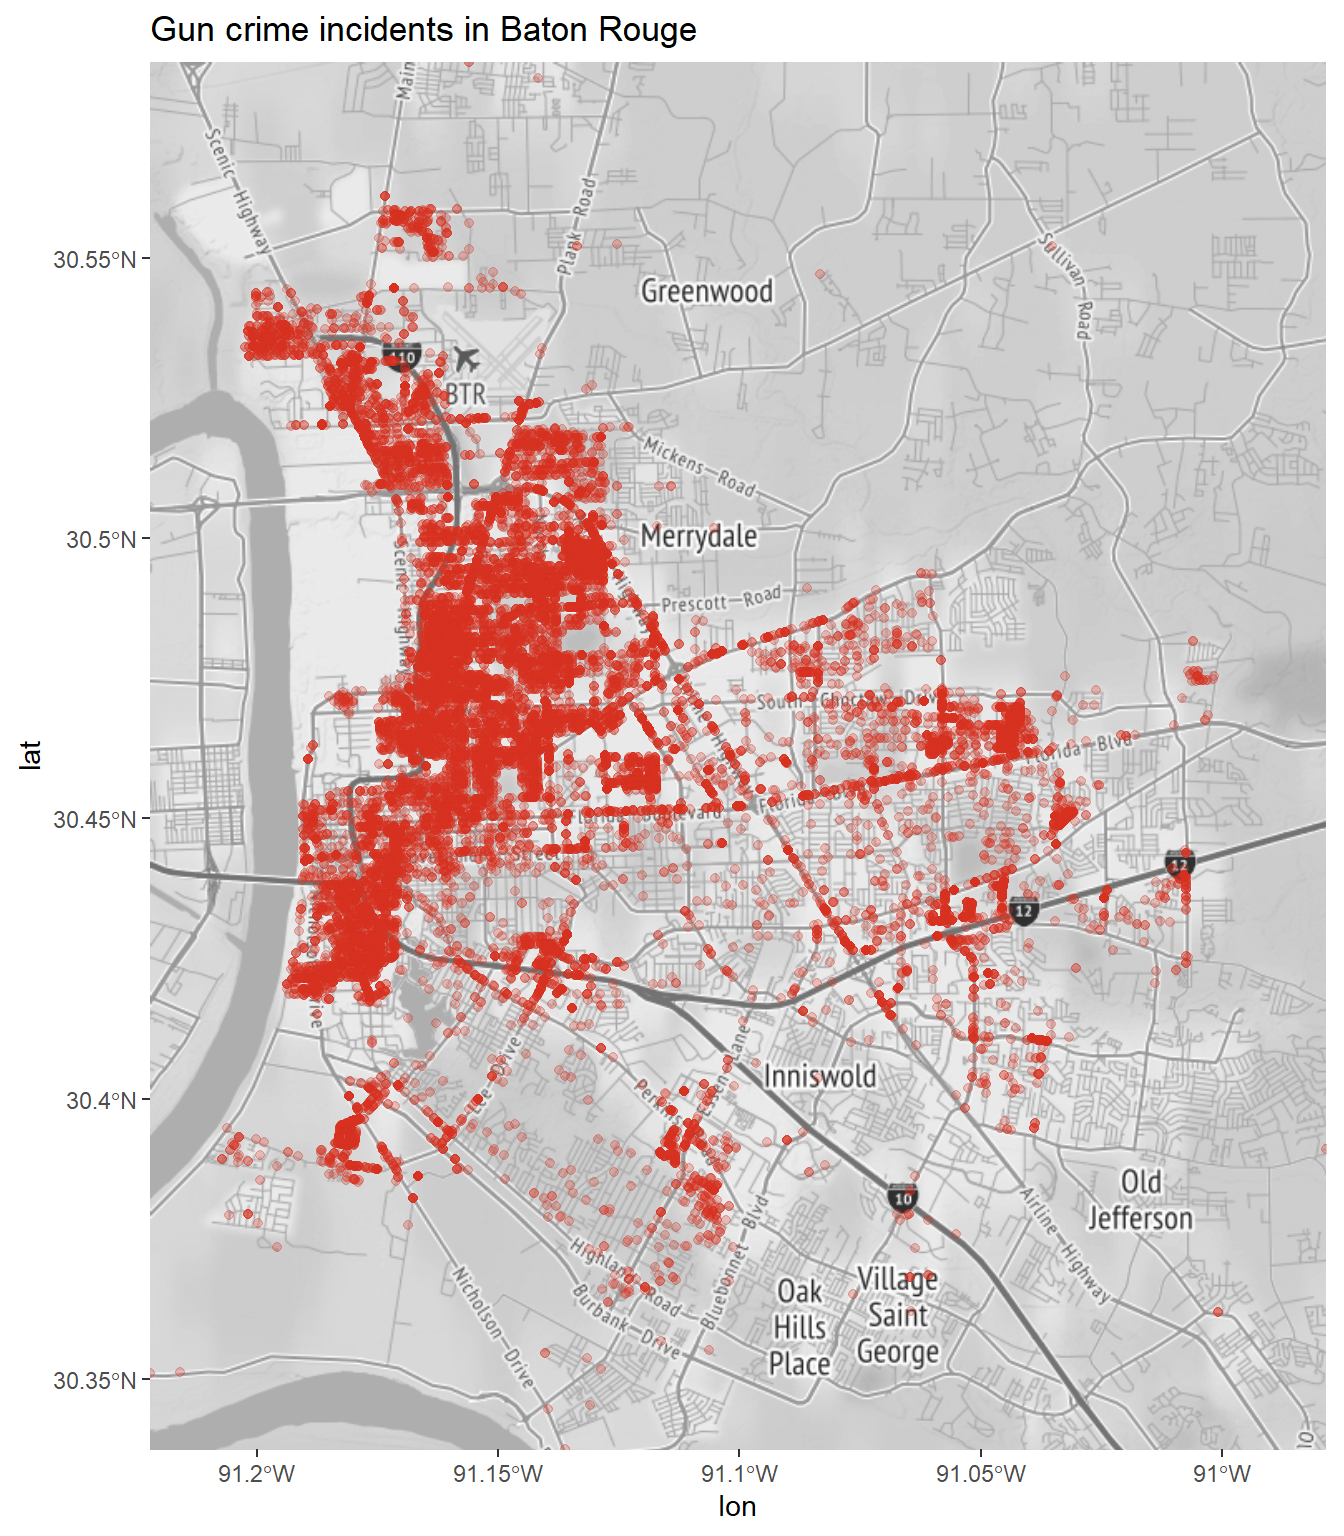 Gun crime incidents in Baton Rouge
Main
Scenic Highway
Plank Road
Sullivan Road
30.55°N
Greenwood
110
BTR
Mickens Road
30.5°N
Merrydale
Prescott Road
South Choctaw Drive
Florida Blvd
lat
30.45°N
Florida Boulevard
Street
12
12
Drive
30.4°N
Perkins
Essen Lane
Inniswold
10
Old
Jefferson
Airline Highway
Bluebonnet Blvd
Highland Road
Burbank Drive
Nicholson Drive
Oak
Hills
Place
Village
Saint
George
30.35°N
91.2°W 91.15°W 91.1°W 91.05°W 91°W
lon